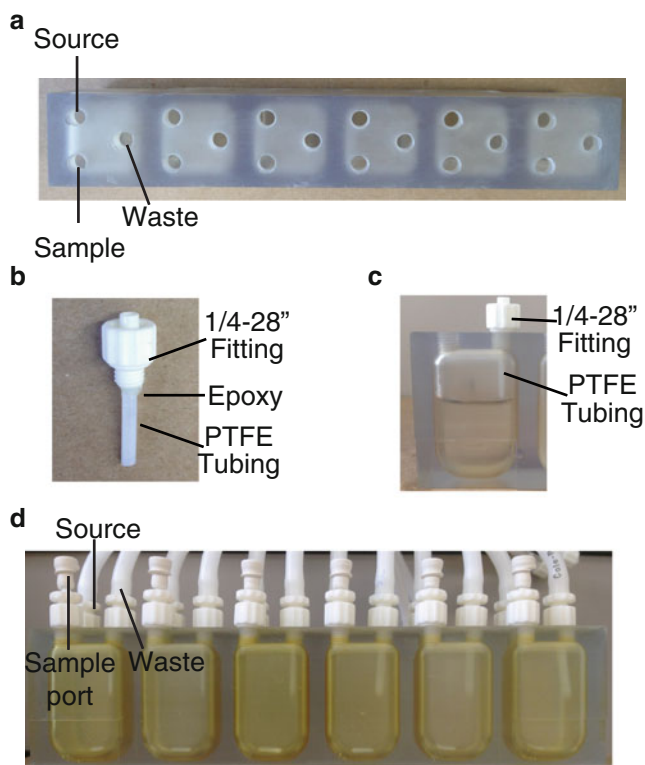 a
Source
Waste
Sample
b
1/4-28”
Fitting
Epoxy
PTFE
Tubing
c
1/4-28”
Fitting
PTFE
Tubing
d
Source
Sample
port
Waste
Cole-P